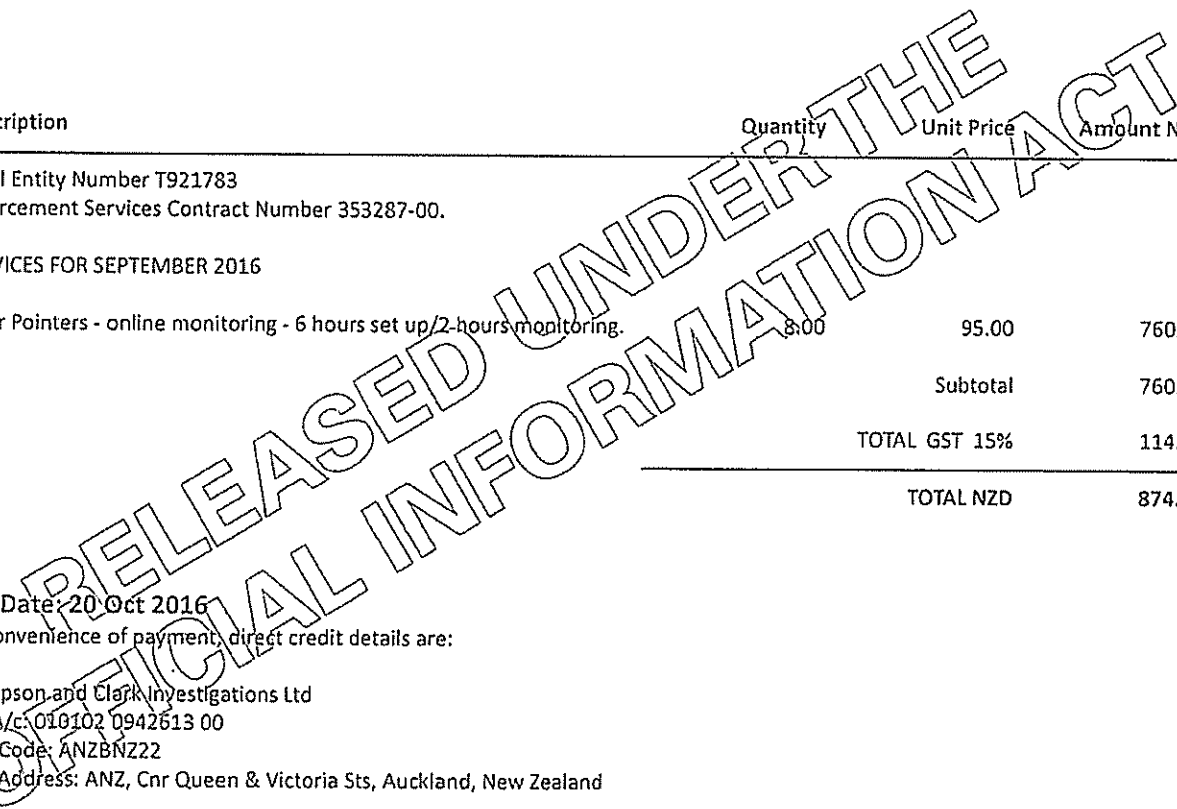 cription Quantity Unit Price Amount N
l Entity Number T921783
rcement Services Contract Number 353287-00.
VICES FOR SEPTEMBER 2016
r Pointers - online monitoring - 6 hours set up/2 hours monitoring. 8.00 95.00 760.
Subtotal 760.
TOTAL GST 15% 114.
TOTAL NZD 874.
Date: 20 Oct 2016
onvenience of payment, direct credit details are:
pson and Clark Investigations Ltd
/c: 010102 0942613 00
Code: ANZBNZ22
Address: ANZ, Cnr Queen & Victoria Sts, Auckland, New Zealand
RELEASED UNDER THE
OFFICIAL INFORMATION ACT